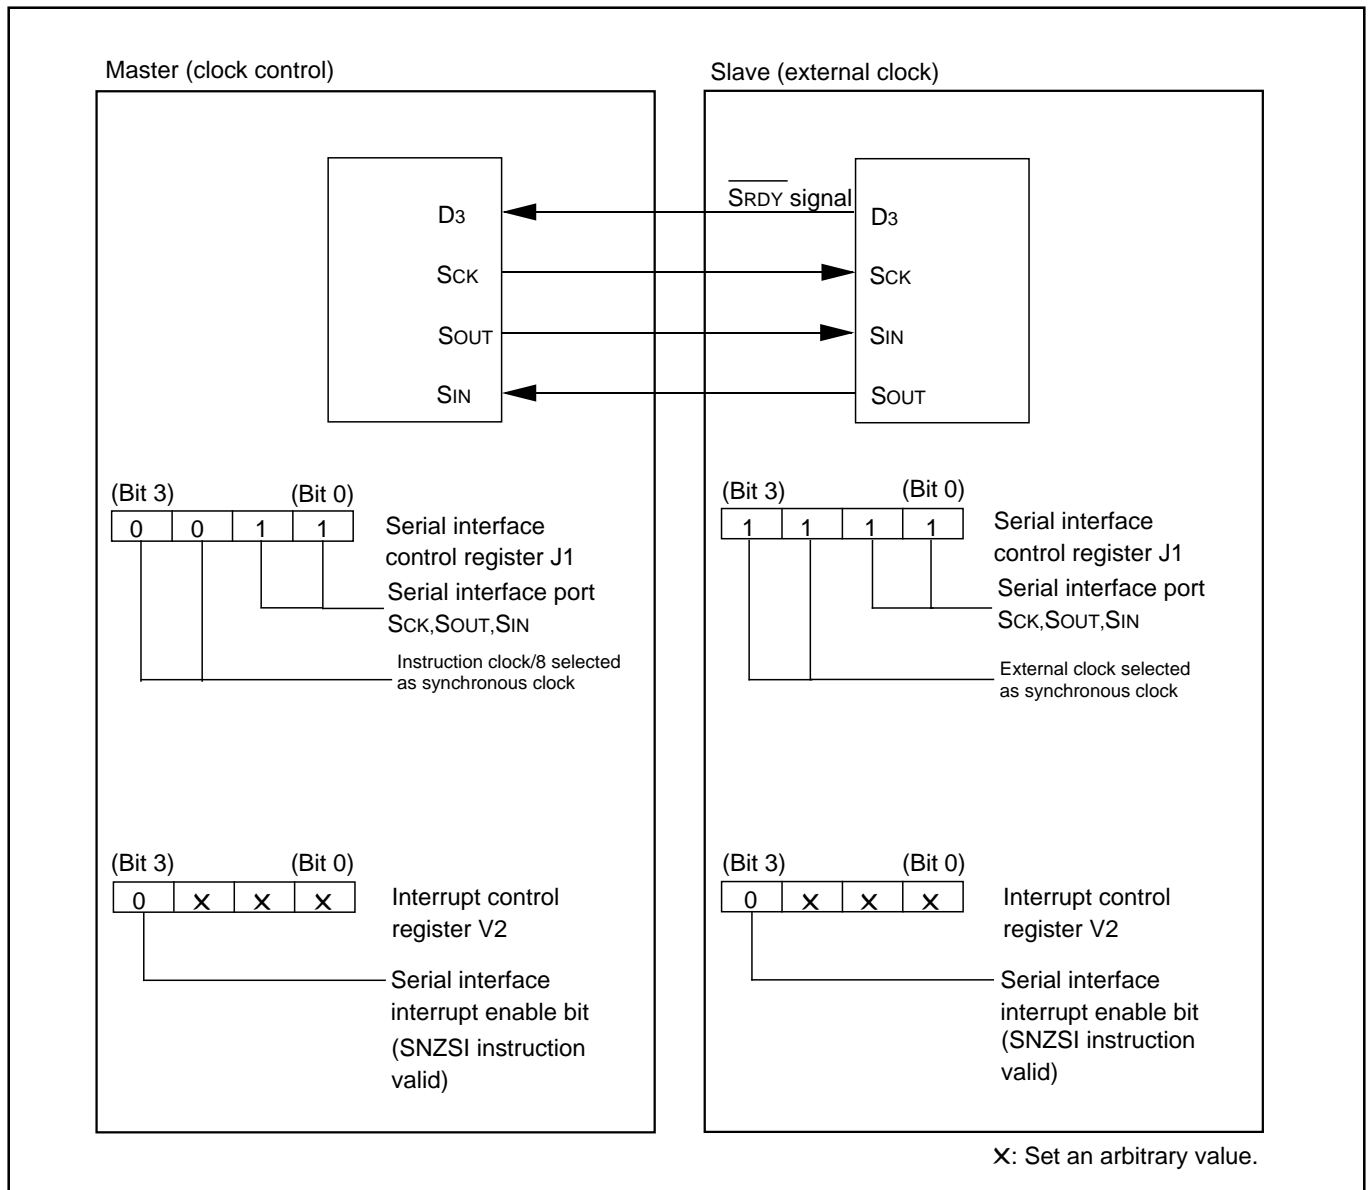 Master (clock control)
D3
SCK
SOUT
SIN
(Bit 3) (Bit 0)
0 0 1 1
Serial interface
control register J1
Serial interface port
SCK,SOUT,SIN
Instruction clock/8 selected
as synchronous clock
(Bit 3) (Bit 0)
0 × × ×
Interrupt control
register V2
Serial interface
interrupt enable bit
(SNZSI instruction
valid)
Slave (external clock)
SRDY signal
D3
SCK
SIN
SOUT
(Bit 3) (Bit 0)
1 1 1 1
Serial interface
control register J1
Serial interface port
SCK,SOUT,SIN
External clock selected
as synchronous clock
(Bit 3) (Bit 0)
0 × × ×
Interrupt control
register V2
Serial interface
interrupt enable bit
(SNZSI instruction
valid)
×: Set an arbitrary value.